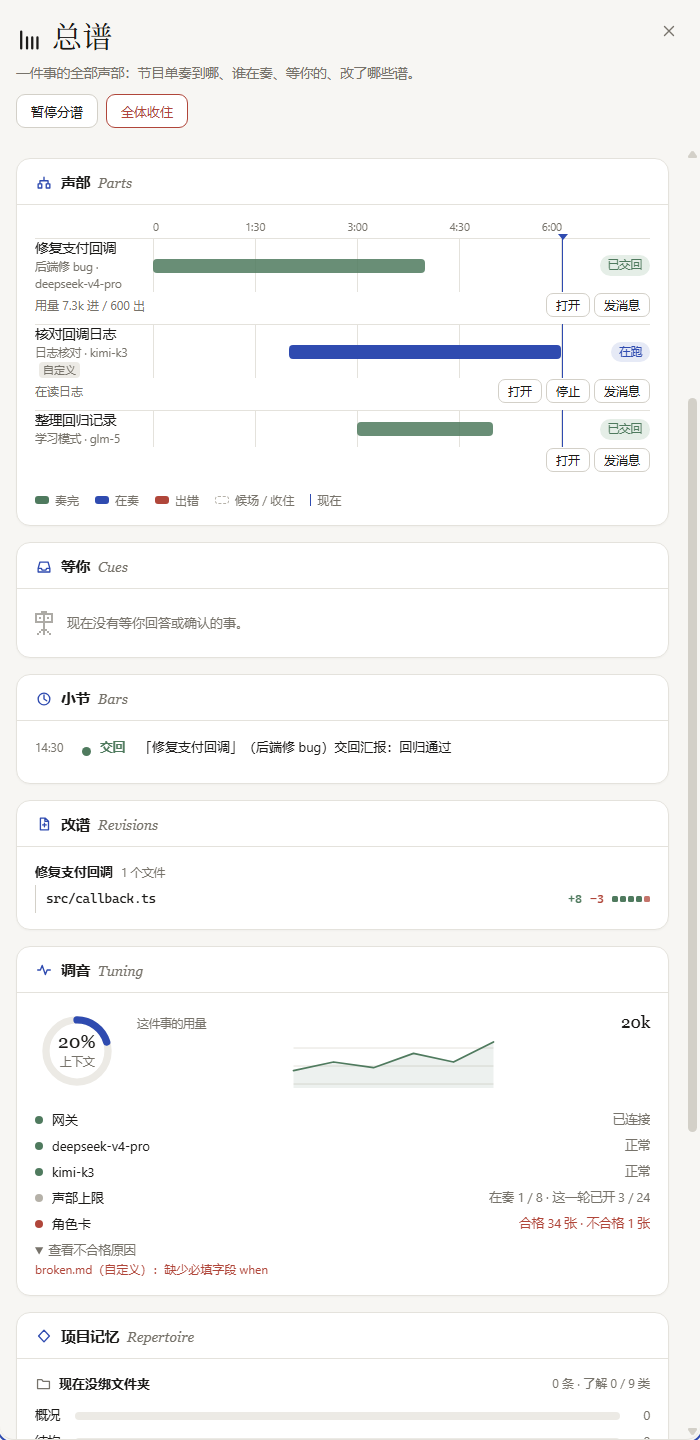 总谱
一件事的全部声部：节目单奏到哪、谁在奏、等你的、改了哪些谱。
暂停分谱 全体收住
声部 Parts
0 1:30 3:00 4:30 6:00
修复支付回调
后端修 bug ·
deepseek-v4-pro
已交回
用量 7.3k 进 / 600 出
打开 发消息
核对回调日志
日志核对 · kimi-k3
自定义
在跑
在读日志
打开 停止 发消息
整理回归记录
学习模式 · glm-5
已交回
打开 发消息
奏完 在奏 出错 候场 / 收住 现在
等你 Cues
现在没有等你回答或确认的事。
小节 Bars
14:30 交回 「修复支付回调」（后端修 bug）交回汇报：回归通过
改谱 Revisions
修复支付回调 1 个文件
src/callback.ts +8 −3
调音 Tuning
20%
上下文
这件事的用量 20k
网关 已连接
deepseek-v4-pro 正常
kimi-k3 正常
声部上限 在奏 1 / 8 · 这一轮已开 3 / 24
角色卡 合格 34 张 · 不合格 1 张
▼ 查看不合格原因
broken.md（自定义）：缺少必填字段 when
项目记忆 Repertoire
现在没绑文件夹 0 条 · 了解 0 / 9 类
概况 0